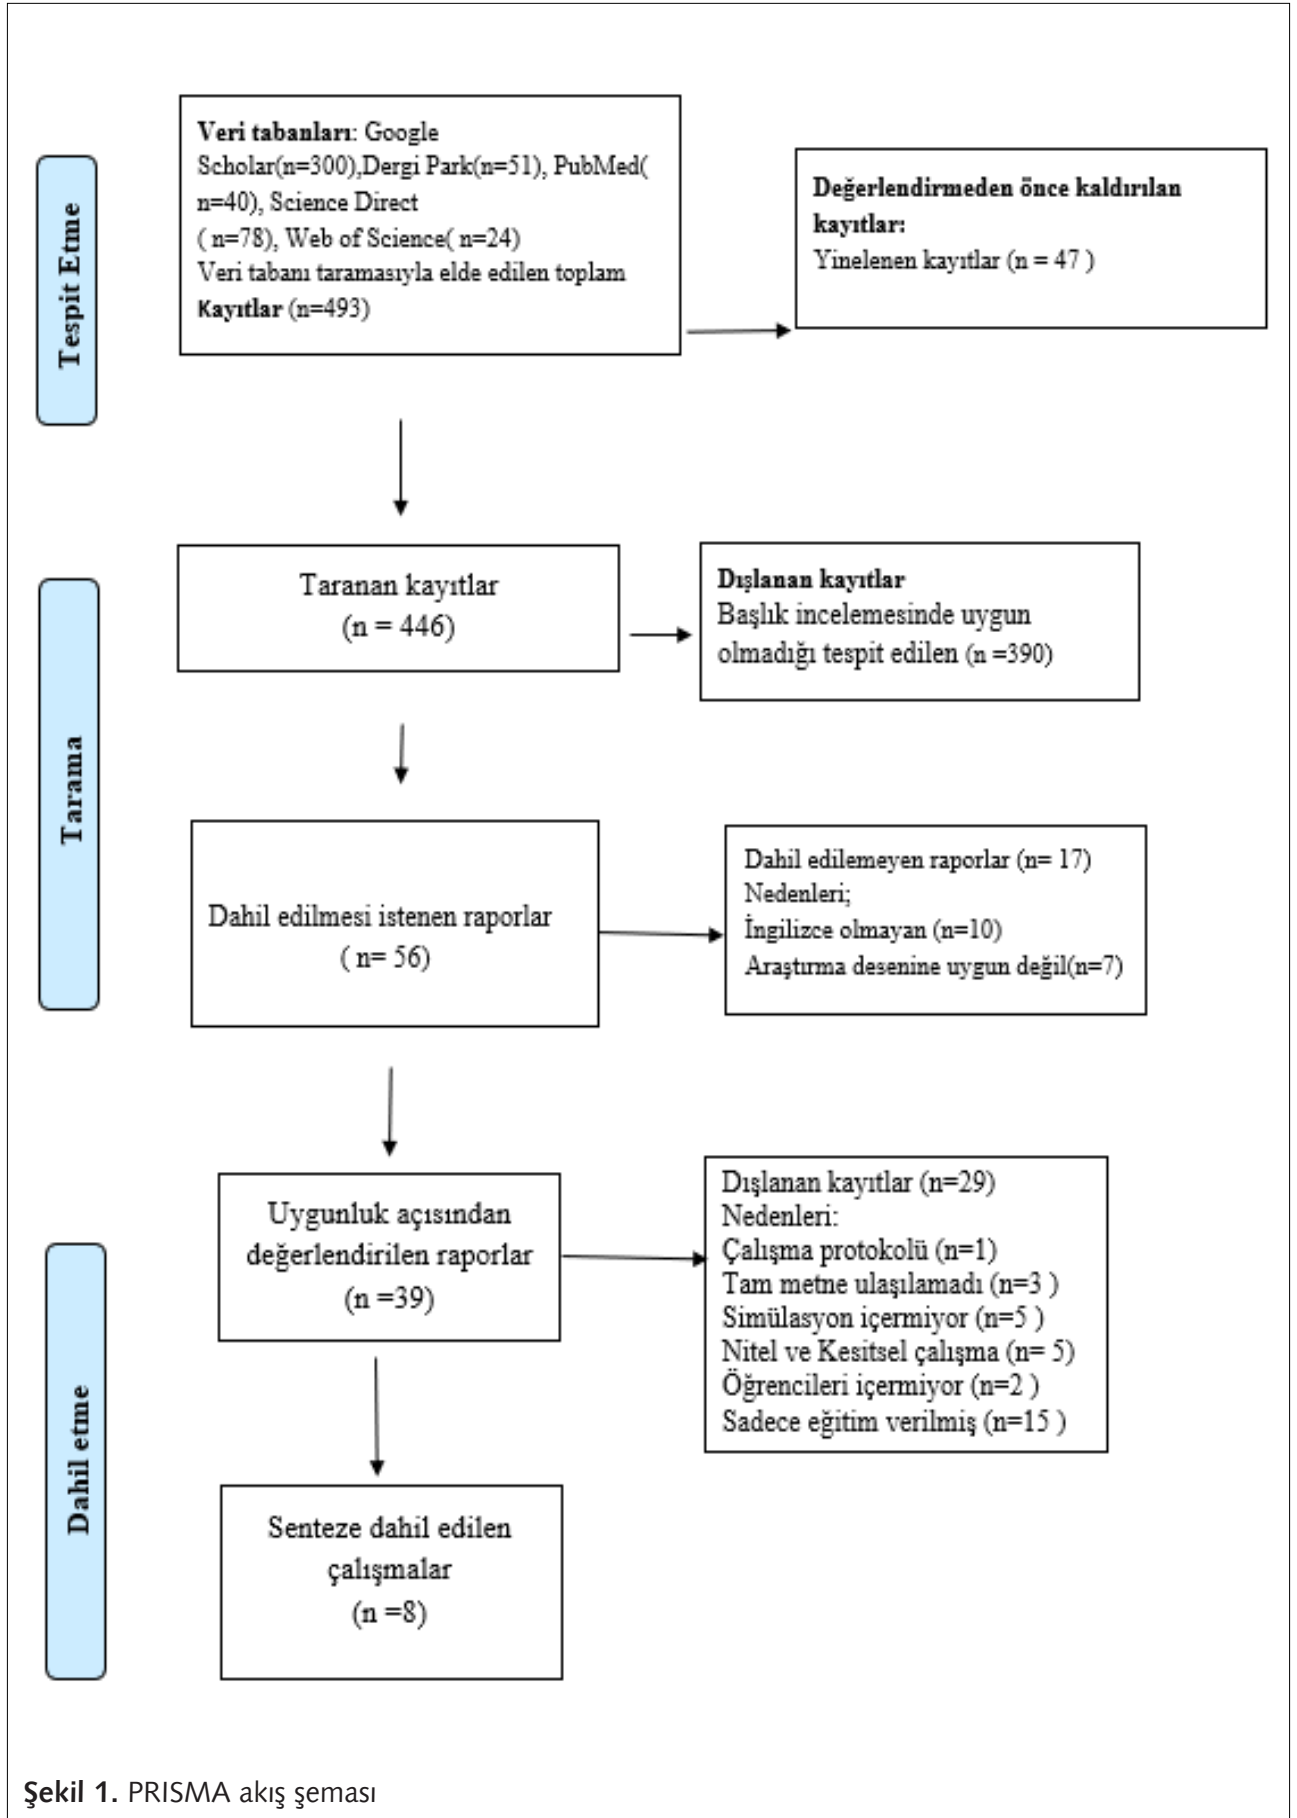 Tespit Etme
Veri tabanları: Google
Scholar(n=300),Dergi Park(n=51), PubMed(
n=40), Science Direct
( n=78), Web of Science( n=24)
Veri tabanı taramasıyla elde edilen toplam
Kayıtlar (n=493)
Değerlendirmeden önce kaldırılan
kayıtlar:
Yinelenen kayıtlar (n = 47 )
Tarama
Taranan kayıtlar
(n = 446)
Dışlanan kayıtlar
Başlık incelemesinde uygun
olmadığı tespit edilen (n =390)
Dahil edilmesi istenen raporlar
( n= 56)
Dahil edilemeyen raporlar (n= 17)
Nedenleri;
İngilizce olmayan (n=10)
Araştırma desenine uygun değil(n=7)
Dahil etme
Uygunluk açısından
değerlendirilen raporlar
(n =39)
Dışlanan kayıtlar (n=29)
Nedenleri:
Çalışma protokolü (n=1)
Tam metne ulaşılamadı (n=3 )
Simülasyon içermiyor (n=5 )
Nitel ve Kesitsel çalışma (n= 5)
Öğrencileri içermiyor (n=2 )
Sadece eğitim verilmiş (n=15 )
Senteze dahil edilen
çalışmalar
(n =8)
Şekil 1. PRISMA akış şeması